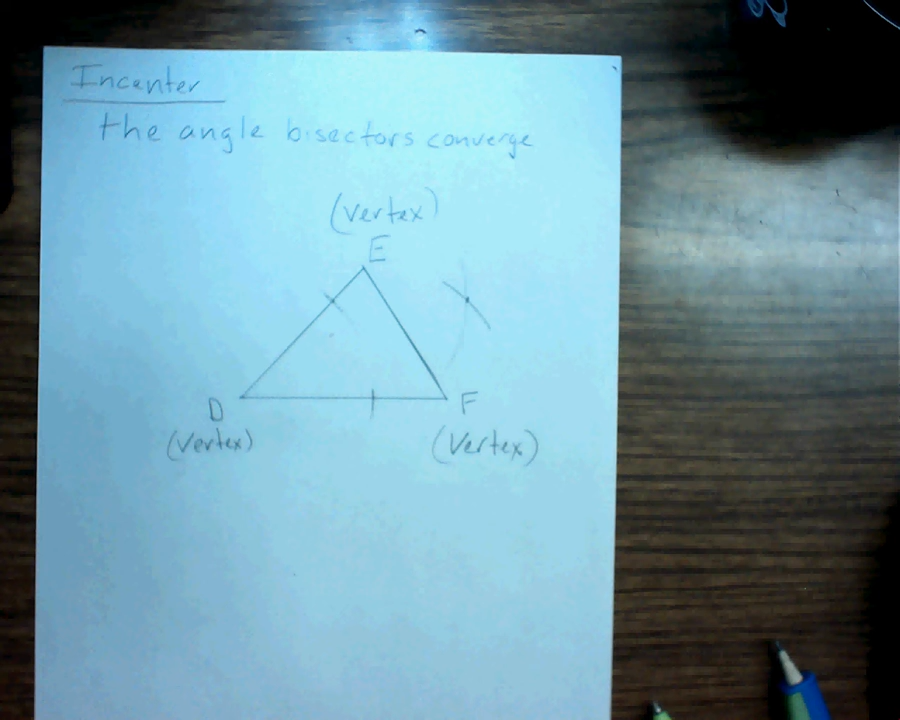 Incenter
the angle bisectors converge
(vertex)
E
D
F
(vertex)
(vertex)